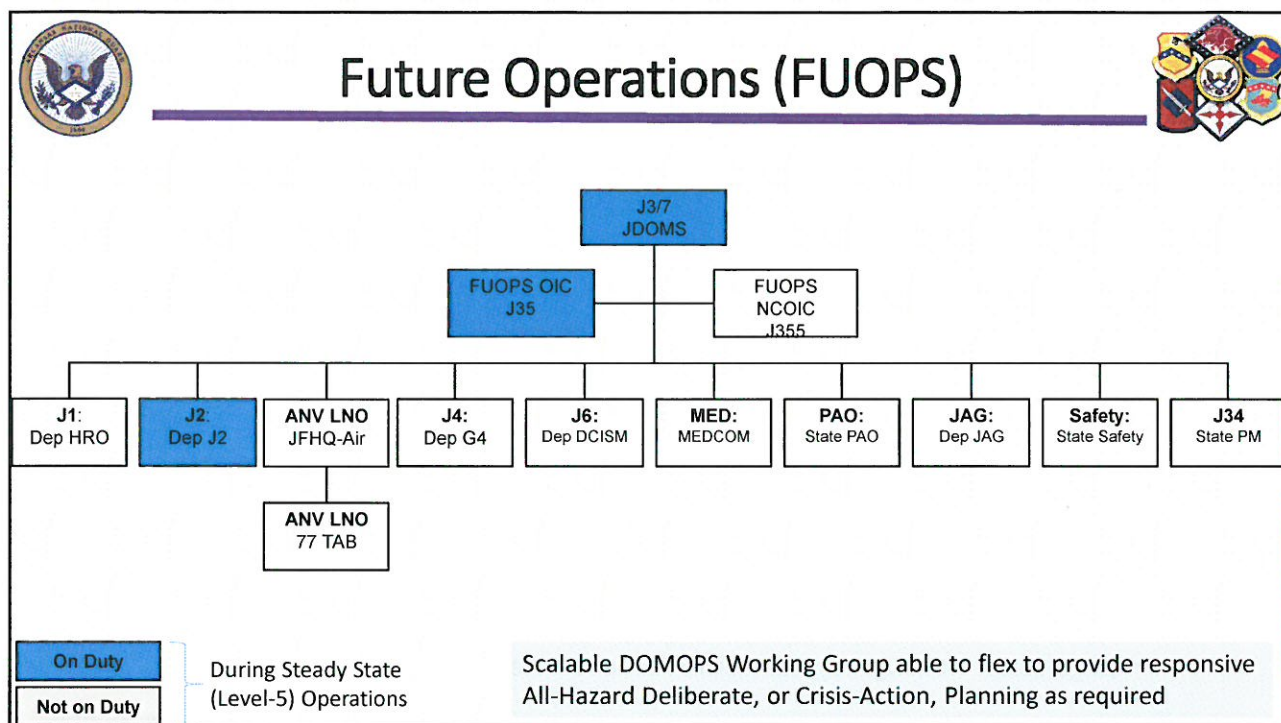 ARKANSAS NATIONAL GUARD
Future Operations (FUOPS)
J3/7
JDOMS
FUOPS OIC
J35
FUOPS
NCOIC
J355
J1:
Dep HRO
J2:
Dep J2
ANV LNO
JFHQ-Air
J4:
Dep G4
J6:
Dep DCISM
MED:
MEDCOM
PAO:
State PAO
JAG:
Dep JAG
Safety:
State Safety
J34
State PM
ANV LNO
77 TAB
On Duty
Not on Duty
During Steady State
(Level-5) Operations
Scalable DOMOPS Working Group able to flex to provide responsive
All-Hazard Deliberate, or Crisis-Action, Planning as required